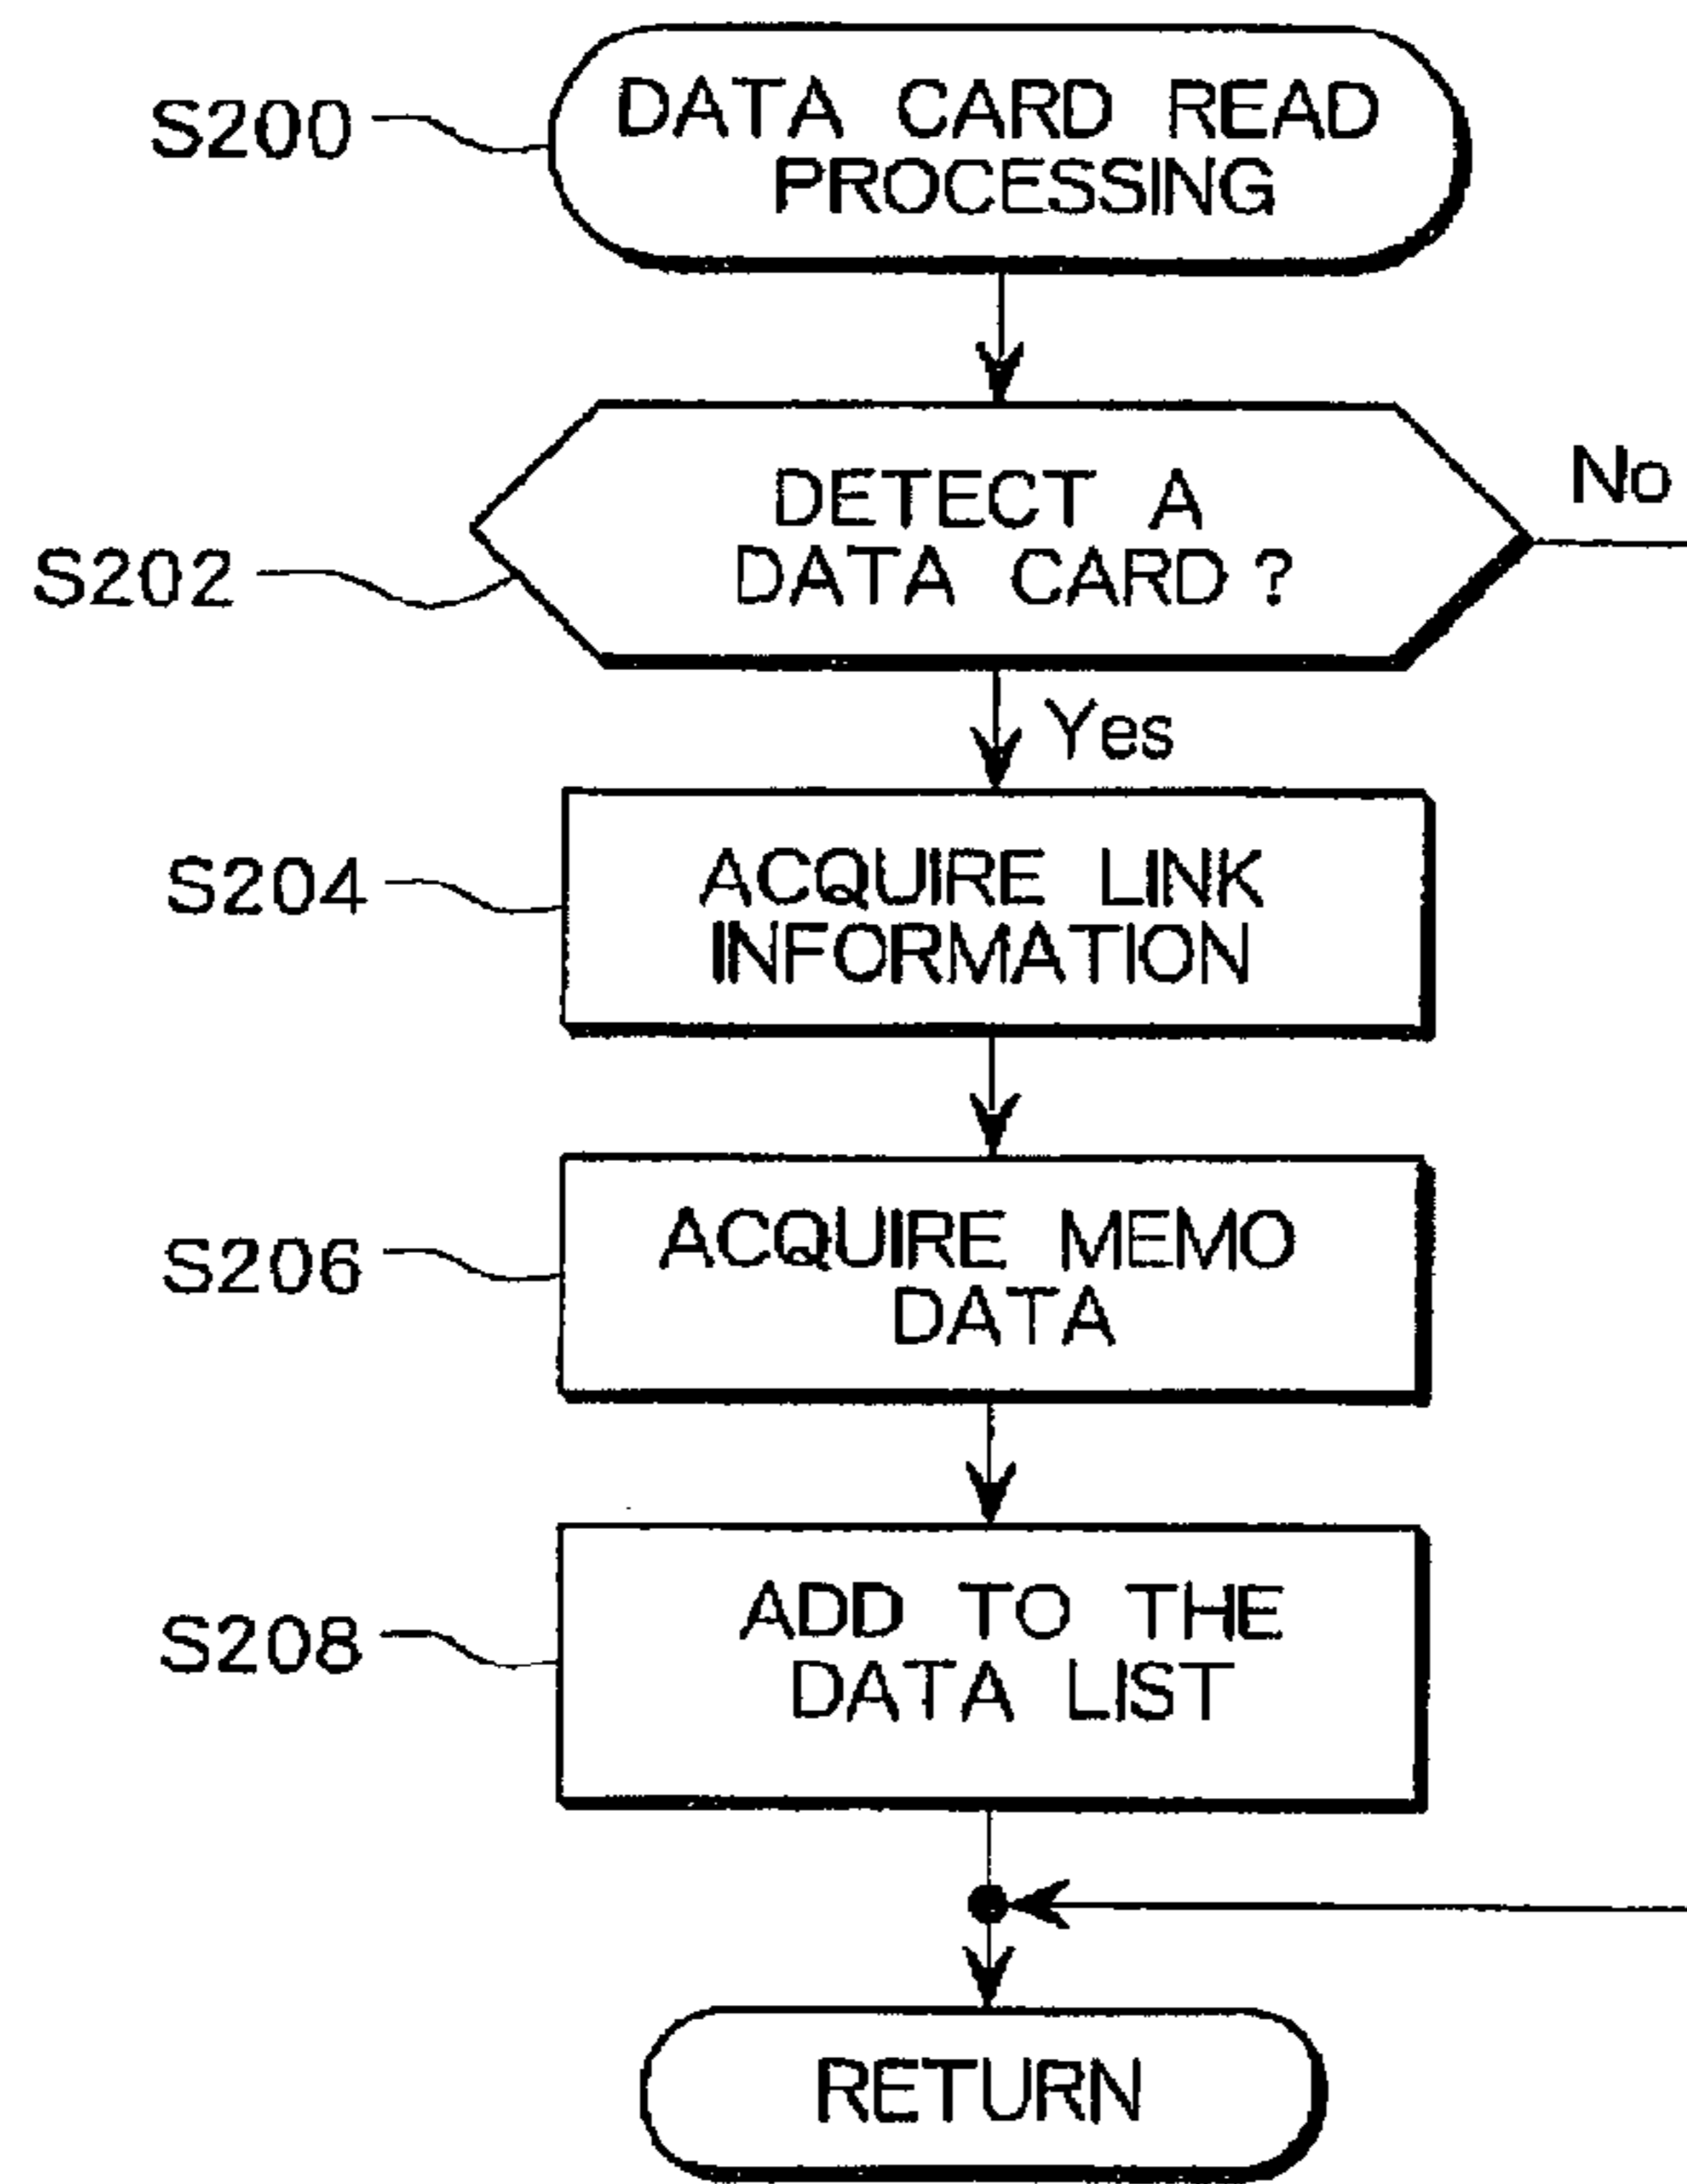 S200
DATA CARD READ
PROCESSING
DETECT A
DATA CARD?
No
S202
Yes
S204
ACQUIRE LINK
INFORMATION
S206
ACQUIRE MEMO
DATA
S208
ADD TO THE
DATA LIST
RETURN